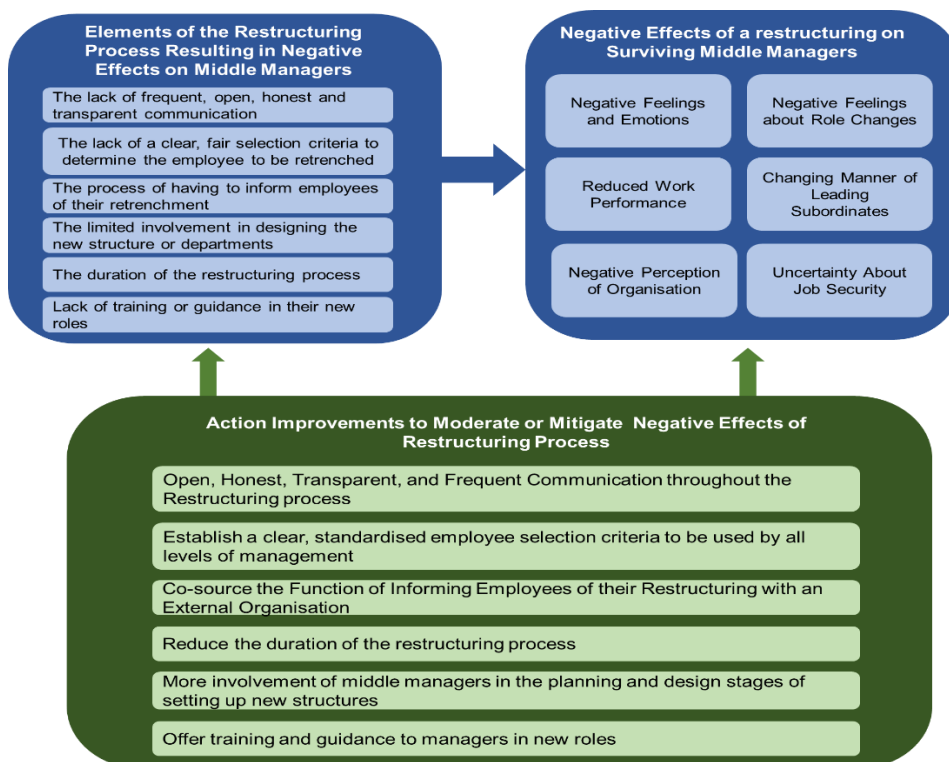 Elements of the Restructuring
Process Resulting in Negative
Effects on Middle Managers
The lack of frequent, open, honest and
transparent communication
The lack of a clear, fair selection criteria to
determine the employee to be retrenched
The process of having to inform employees
of their retrenchment
The limited involvement in designing the
new structure or departments
The duration of the restructuring process
Lack of training or guidance in their new
roles
Negative Effects of a restructuring on
Surviving Middle Managers
Negative Feelings
and Emotions
Negative Feelings
about Role Changes
Reduced Work
Performance
Changing Manner of
Leading
Subordinates
Negative Perception
of Organisation
Uncertainty About
Job Security
Action Improvements to Moderate or Mitigate Negative Effects of
Restructuring Process
Open, Honest, Transparent, and Frequent Communication throughout the
Restructuring process
Establish a clear, standardised employee selection criteria to be used by all
levels of management
Co-source the Function of Informing Employees of their Restructuring with an
External Organisation
Reduce the duration of the restructuring process
More involvement of middle managers in the planning and design stages of
setting up new structures
Offer training and guidance to managers in new roles